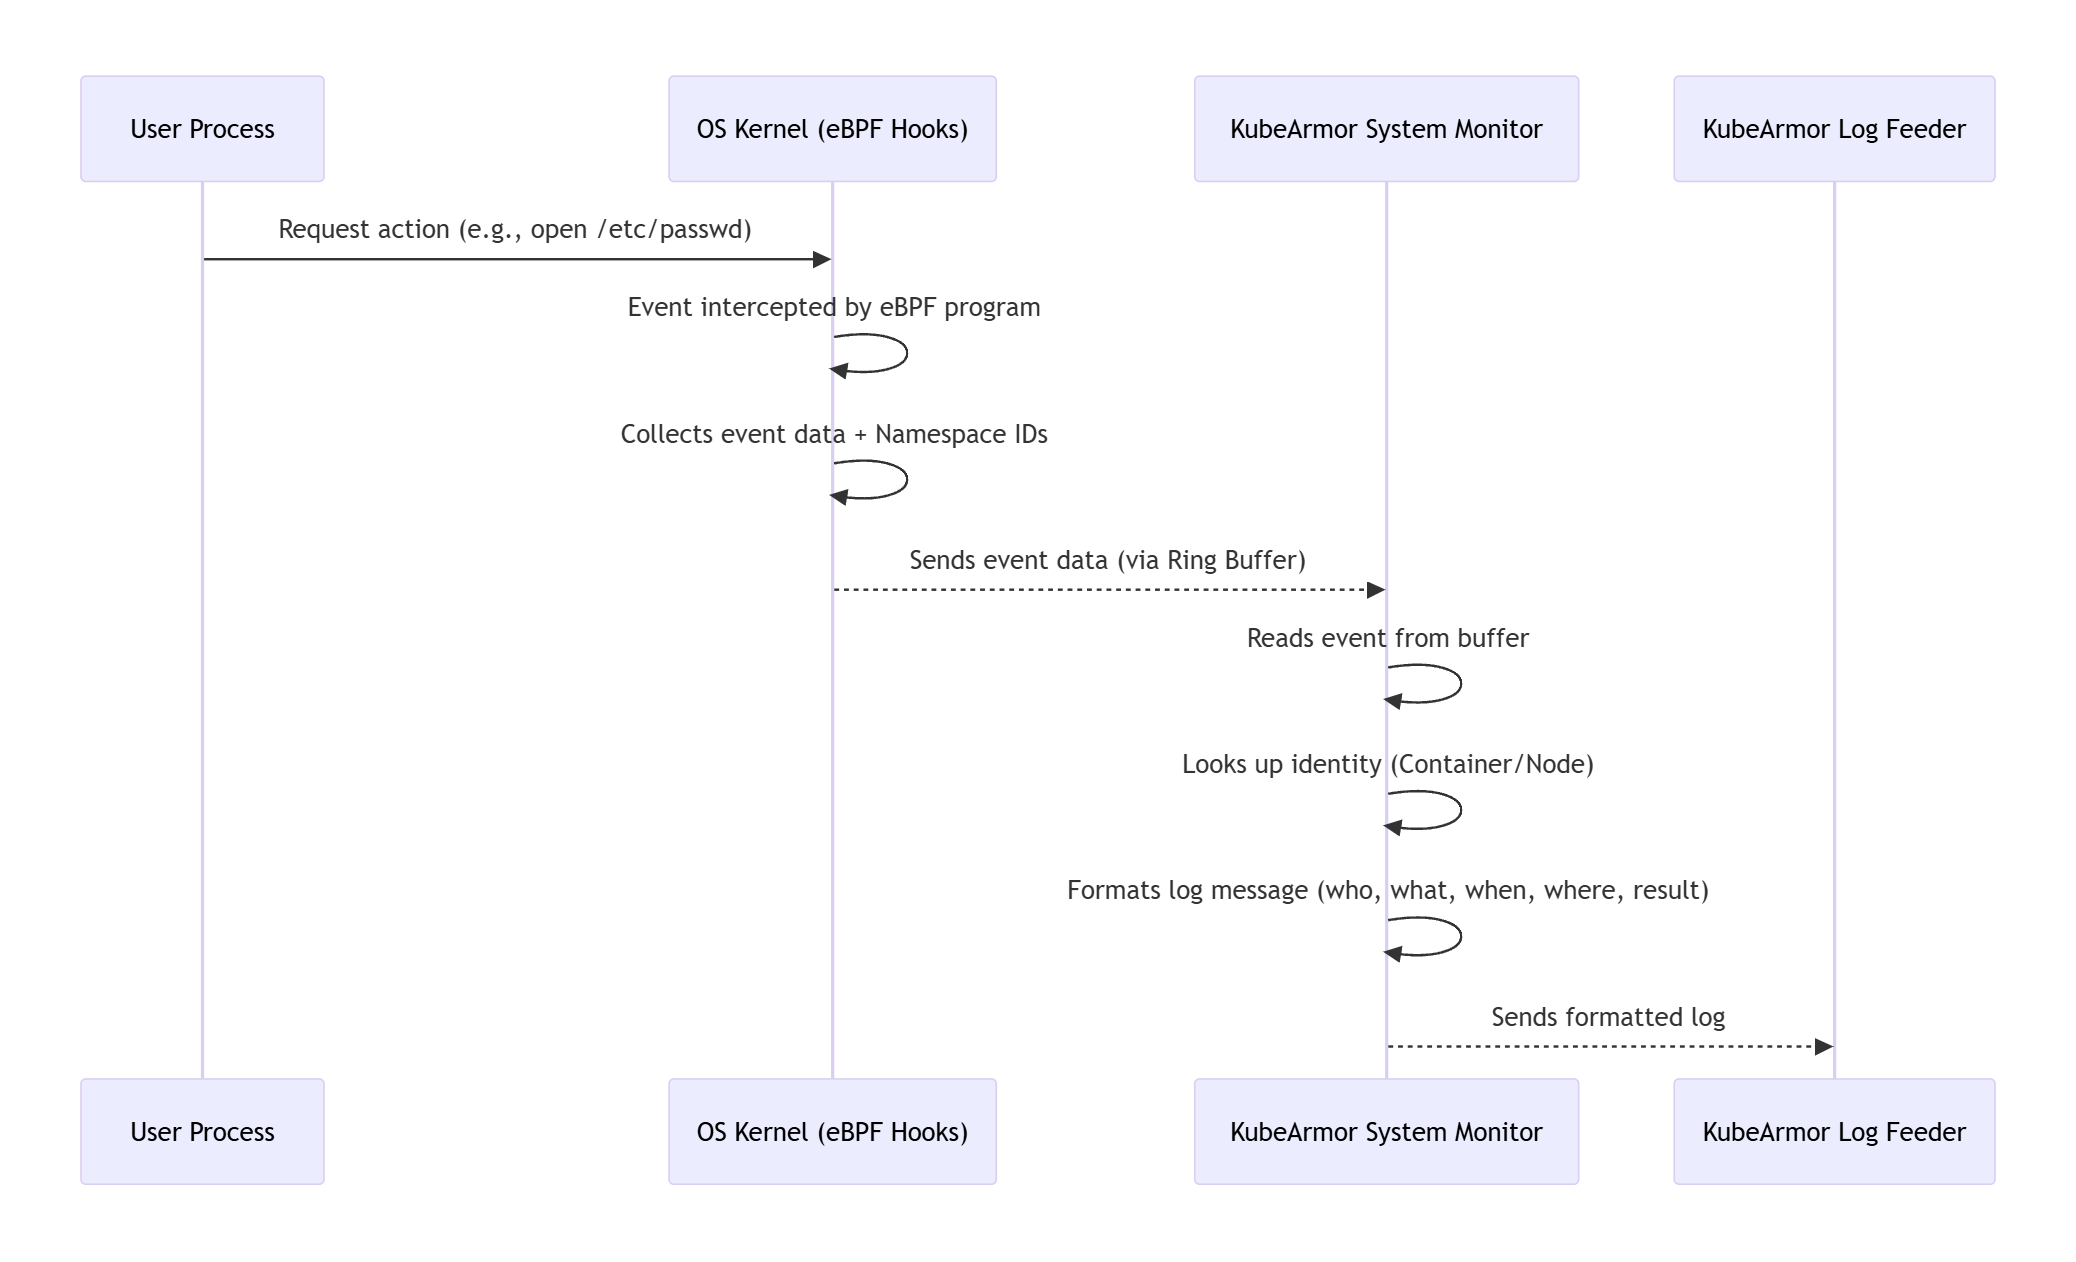 User Process
OS Kernel (eBPF Hooks)
KubeArmor System Monitor
KubeArmor Log Feeder
Request action (e.g., open /etc/passwd)
Event intercepted by eBPF program
Collects event data + Namespace IDs
Sends event data (via Ring Buffer)
Reads event from buffer
Looks up identity (Container/Node)
Formats log message (who, what, when, where, result)
Sends formatted log
User Process
OS Kernel (eBPF Hooks)
KubeArmor System Monitor
KubeArmor Log Feeder